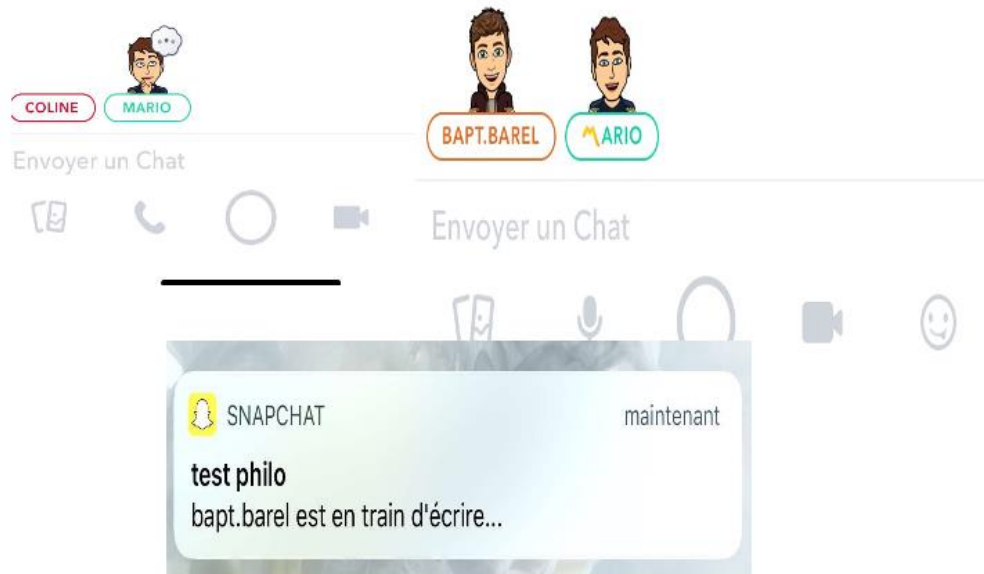 COLINE MARIO
Envoyer un Chat
BAPT.BAREL 〽ARIO
Envoyer un Chat
SNAPCHAT maintenant
test philo
bapt.barel est en train d'écrire...